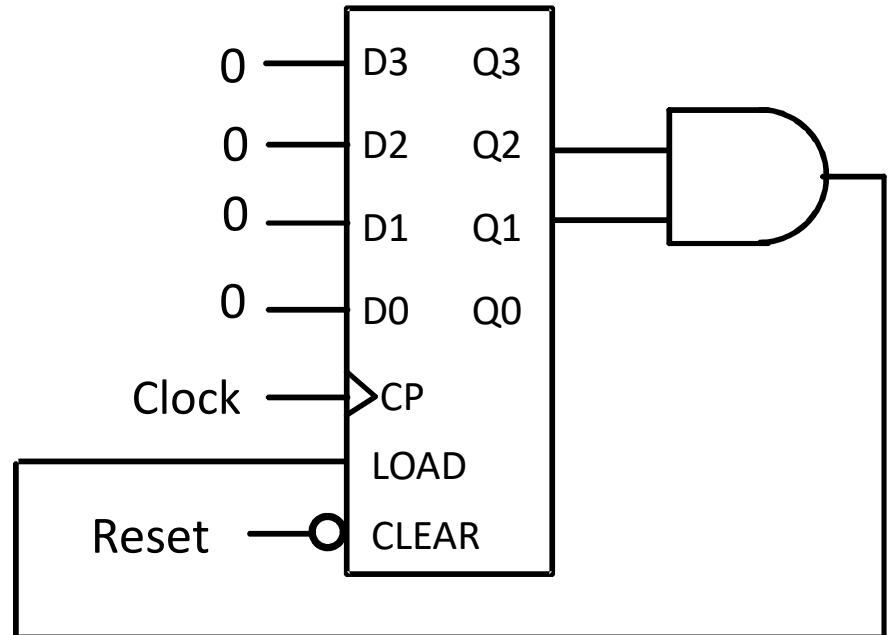 0 D3 Q3
0 D2 Q2
0 D1 Q1
0 D0 Q0
Clock CP
LOAD
Reset CLEAR